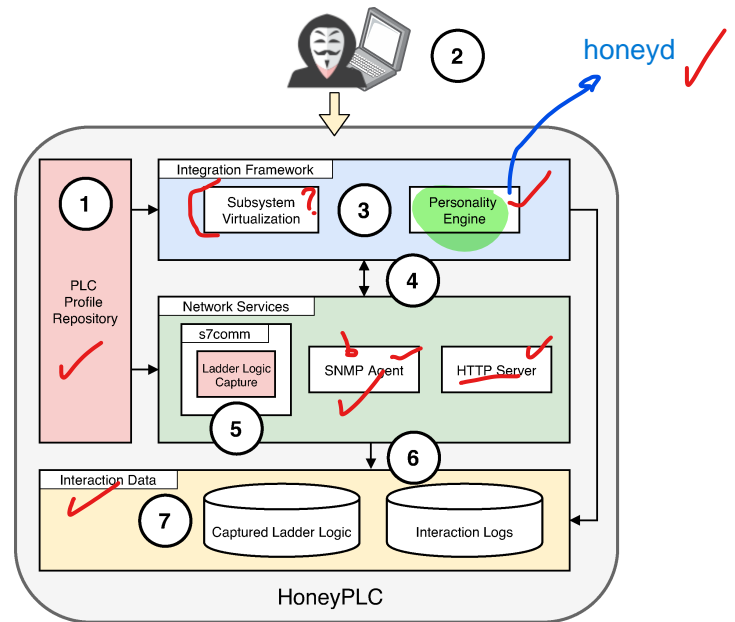 2
honeyd
Integration Framework
1
Subsystem
Virtualization
?
3
Personality
Engine
PLC
Profile
Repository
4
Network Services
s7comm
Ladder Logic
Capture
SNMP Agent
HTTP Server
5
6
Interaction Data
7
Captured Ladder Logic
Interaction Logs
HoneyPLC